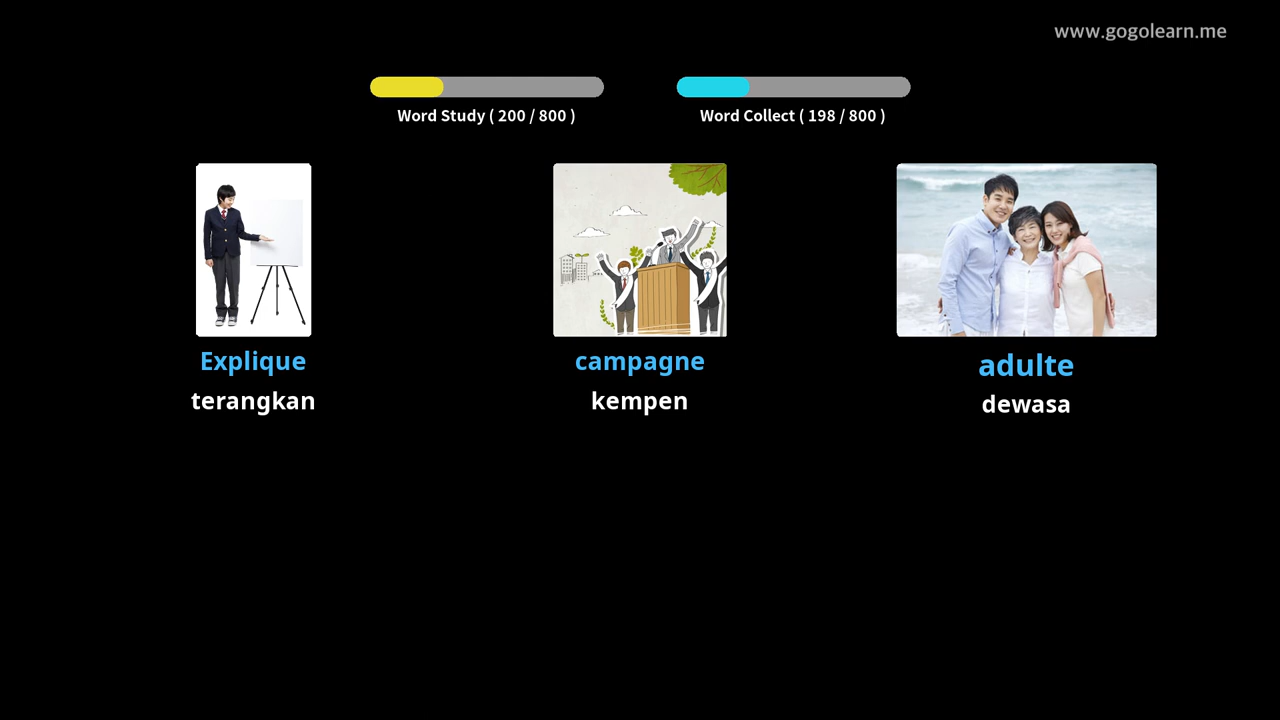 www.gogolearn.me
Word Study ( 200 / 800 )
Word Collect ( 198 / 800 )
Explique
terangkan
campagne
kempen
adulte
dewasa